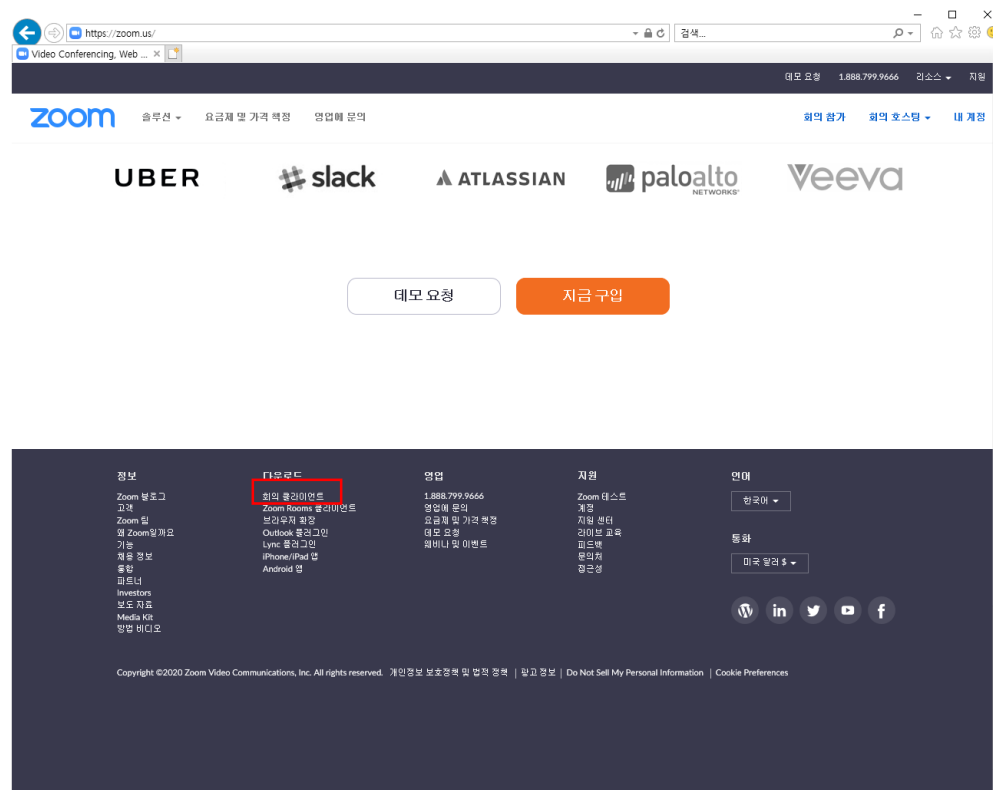 https://zoom.us/
검색...
Video Conferencing, Web ...
데모 요청 1.888.799.9666 리소스 지원
zoom 솔루션 요금제 및 가격 책정 영업에 문의 회의 참가 회의 호스팅 내 계정
UBER slack ATLASSIAN paloalto NETWORKS Veeva
데모 요청 지금 구입
정보
Zoom 블로그
고객
Zoom 팀
왜 Zoom일까요
기능
채용 정보
통합
파트너
Investors
보도 자료
Media Kit
방법 비디오
다운로드
회의 클라이언트
Zoom Rooms 클라이언트
브라우저 확장
Outlook 플러그인
Lync 플러그인
iPhone/iPad 앱
Android 앱
영업
1.888.799.9666
영업에 문의
요금제 및 가격 책정
데모 요청
웨비나 및 이벤트
지원
Zoom 테스트
계정
지원 센터
라이브 교육
피드백
문의처
접근성
언어
한국어
통화
미국 달러 $
Copyright ©2020 Zoom Video Communications, Inc. All rights reserved. 개인정보 보호정책 및 법적 정책 | 광고 정보 | Do Not Sell My Personal Information | Cookie Preferences